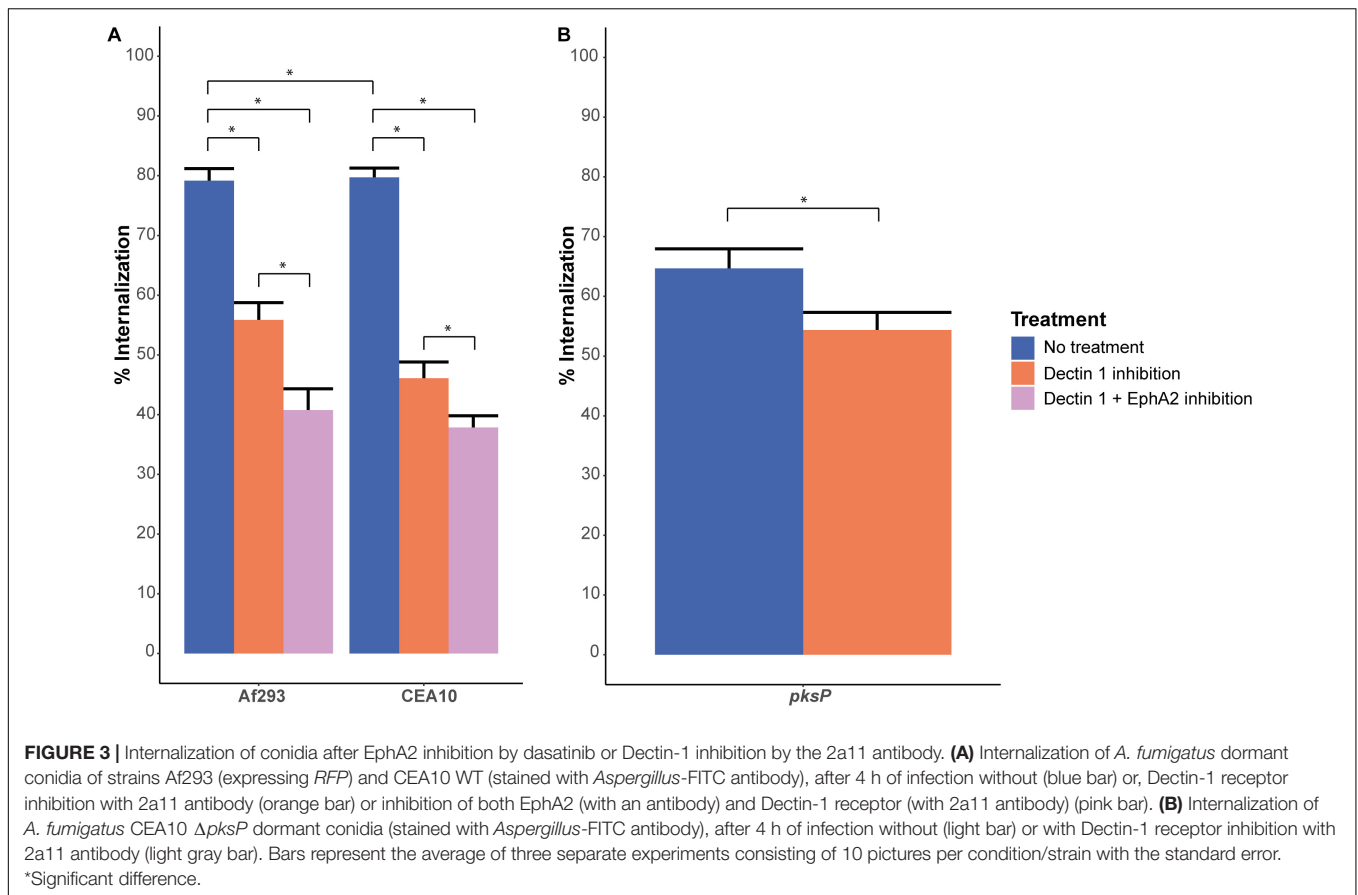 A
B
100
90
80
70
60
50
40
30
20
10
0
% Internalization
* *
* *
* *
*
*
Af293 CEA10
100
90
80
70
60
50
40
30
20
10
0
% Internalization
*
pksP
Treatment
No treatment
Dectin 1 inhibition
Dectin 1 + EphA2 inhibition
FIGURE 3 | Internalization of conidia after EphA2 inhibition by dasatinib or Dectin-1 inhibition by the 2a11 antibody. (A) Internalization of A. fumigatus dormant
conidia of strains Af293 (expressing RFP) and CEA10 WT (stained with Aspergillus-FITC antibody), after 4 h of infection without (blue bar) or, Dectin-1 receptor
inhibition with 2a11 antibody (orange bar) or inhibition of both EphA2 (with an antibody) and Dectin-1 receptor (with 2a11 antibody) (pink bar). (B) Internalization of
A. fumigatus CEA10 ΔpksP dormant conidia (stained with Aspergillus-FITC antibody), after 4 h of infection without (light bar) or with Dectin-1 receptor inhibition with
2a11 antibody (light gray bar). Bars represent the average of three separate experiments consisting of 10 pictures per condition/strain with the standard error.
*Significant difference.